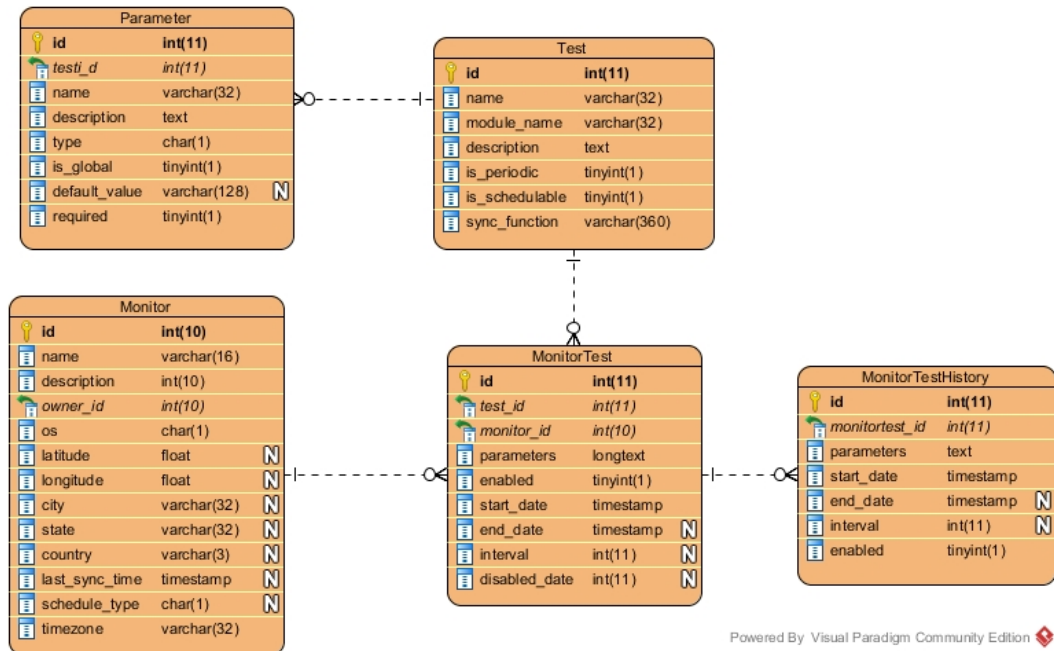 Parameter
id int(11)
testi_d int(11)
name varchar(32)
description text
type char(1)
is_global tinyint(1)
default_value varchar(128) N
required tinyint(1)
Test
id int(11)
name varchar(32)
module_name varchar(32)
description text
is_periodic tinyint(1)
is_schedulable tinyint(1)
sync_function varchar(360)
Monitor
id int(10)
name varchar(16)
description int(10)
owner_id int(10)
os char(1)
latitude float N
longitude float N
city varchar(32) N
state varchar(32) N
country varchar(3) N
last_sync_time timestamp N
schedule_type char(1) N
timezone varchar(32)
MonitorTest
id int(11)
test_id int(11)
monitor_id int(10)
parameters longtext
enabled tinyint(1)
start_date timestamp
end_date timestamp N
interval int(11) N
disabled_date int(11) N
MonitorTestHistory
id int(11)
monitortest_id int(11)
parameters text
start_date timestamp
end_date timestamp N
interval int(11) N
enabled tinyint(1)
Powered By Visual Paradigm Community Edition